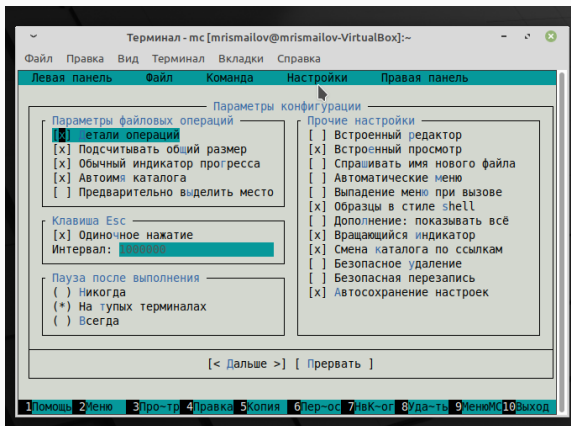 Терминал - mc [mrismailov@mrismailov-VirtualBox]:~
Файл Правка Вид Терминал Вкладки Справка
Левая панель Файл Команда Настройки Правая панель
Параметры конфигурации
Параметры файловых операций
[x] Детали операций
[x] Подсчитывать общий размер
[x] Обычный индикатор прогресса
[x] Автоимя каталога
[ ] Предварительно выделить место
Клавиша Esc
[x] Одиночное нажатие
Интервал: 1000000
Пауза после выполнения
( ) Никогда
(*) На тупых терминалах
( ) Всегда
Прочие настройки
[ ] Встроенный редактор
[x] Встроенный просмотр
[ ] Спрашивать имя нового файла
[ ] Автоматические меню
[ ] Выпадение меню при вызове
[x] Образцы в стиле shell
[ ] Дополнение: показывать всё
[x] Вращающийся индикатор
[x] Смена каталога по ссылкам
[ ] Безопасное удаление
[ ] Безопасная перезапись
[x] Автосохранение настроек
[< Дальше >] [ Прервать ]
1Помощь 2Меню 3Про~тр 4Правка 5Копия 6Пер~ос 7НвК~ог 8Уда~ть 9МенюMC 10Выход